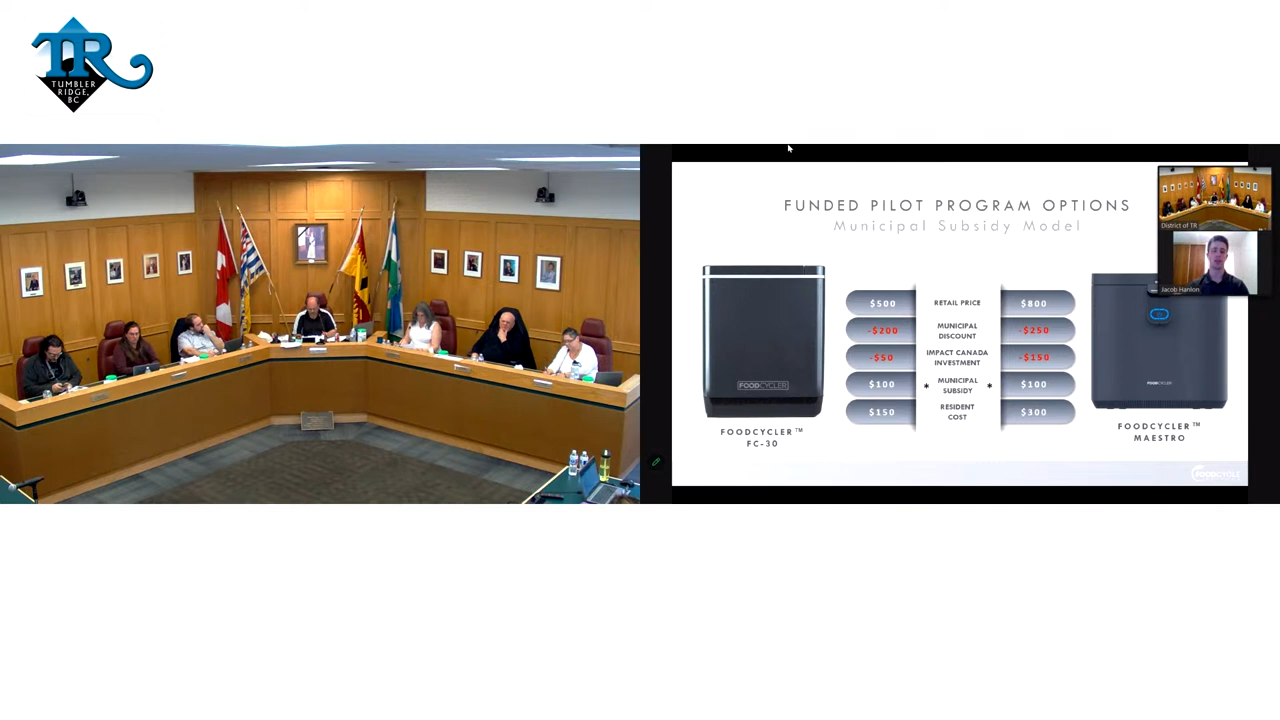 TR
TUMBLER
RIDGE,
BC
FUNDED PILOT PROGRAM OPTIONS
Municipal Subsidy Model
District of TR
Jacob Hanlon
$500 RETAIL PRICE $800
-$200 MUNICIPAL DISCOUNT -$250
-$50 IMPACT CANADA INVESTMENT -$150
$100 * MUNICIPAL SUBSIDY * $100
$150 RESIDENT COST $300
FOODCYCLER
FOODCYCLER
FOODCYCLER™
FC-30
FOODCYCLER™
MAESTRO
FOODCYCLE